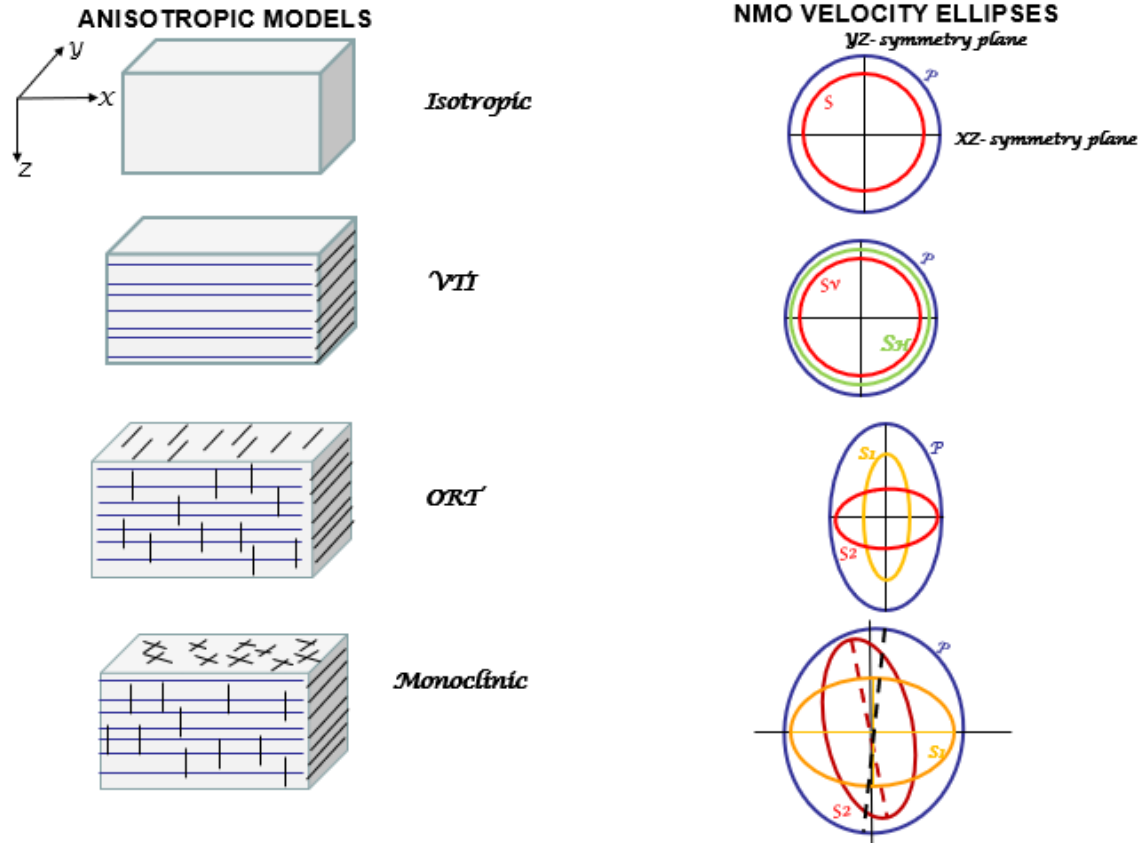 ANISOTROPIC MODELS
NMO VELOCITY ELLIPSES
YZ- symmetry plane
Y
X
Z
Isotropic
P
S
XZ- symmetry plane
VTI
P
SV
SH
ORT
S1
P
S2
Monoclinic
P
S1
S2